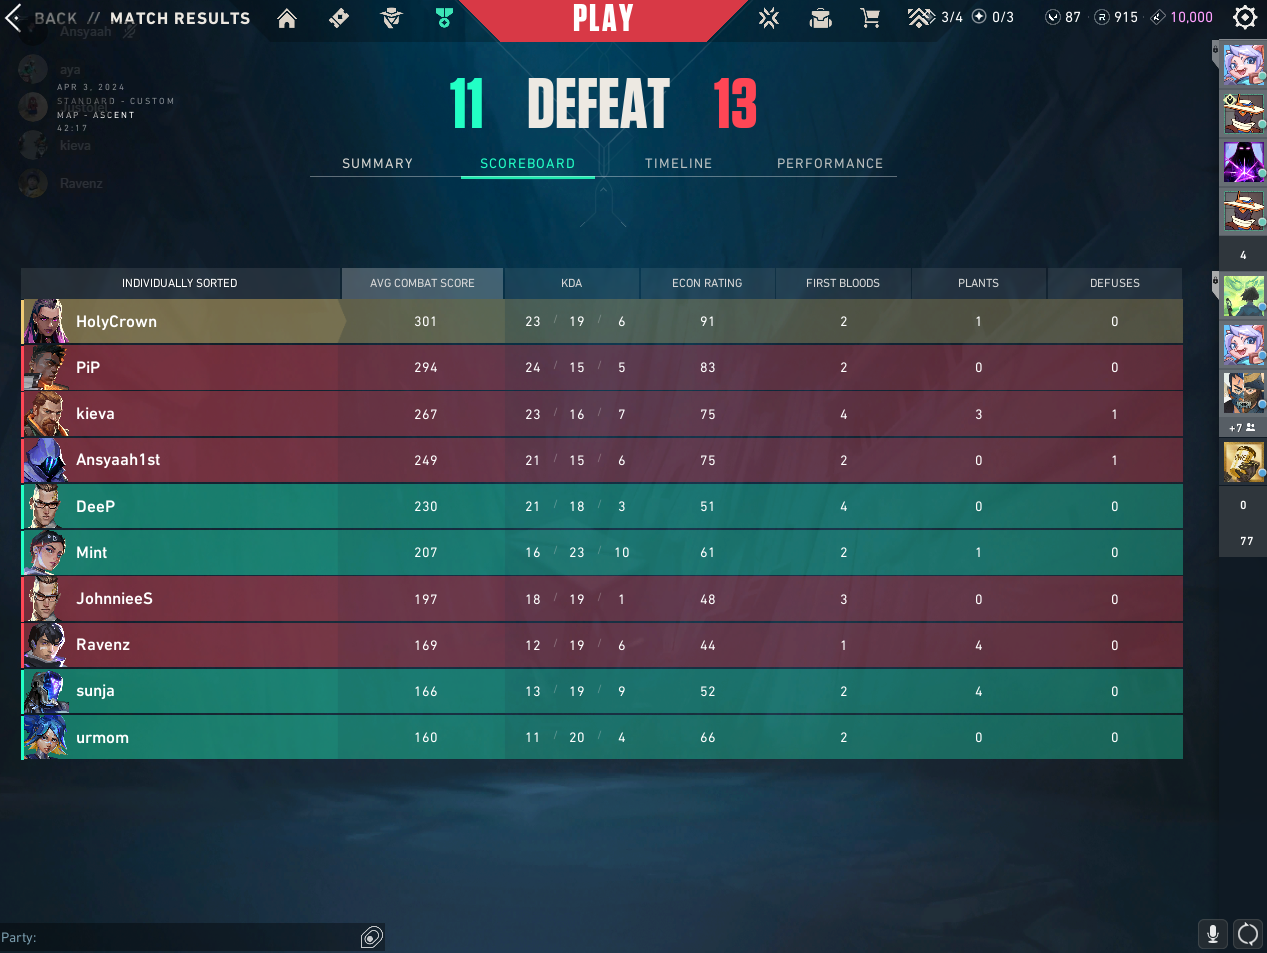 BACK // MATCH RESULTS
PLAY
3/4 0/3 87 915 10,000
Ansyaah
aya
APR 3, 2024
STANDARD - CUSTOM
MAP - ASCENT
42:17
kieva
Ravenz
11 DEFEAT 13
SUMMARY SCOREBOARD TIMELINE PERFORMANCE
INDIVIDUALLY SORTED AVG COMBAT SCORE KDA ECON RATING FIRST BLOODS PLANTS DEFUSES
HolyCrown 301 23 / 19 / 6 91 2 1 0
PiP 294 24 / 15 / 5 83 2 0 0
kieva 267 23 / 16 / 7 75 4 3 1
Ansyaah1st 249 21 / 15 / 6 75 2 0 1
DeeP 230 21 / 18 / 3 51 4 0 0
Mint 207 16 / 23 / 10 61 2 1 0
JohnnieeS 197 18 / 19 / 1 48 3 0 0
Ravenz 169 12 / 19 / 6 44 1 4 0
sunja 166 13 / 19 / 9 52 2 4 0
urmom 160 11 / 20 / 4 66 2 0 0
4
+7
0
77
Party: